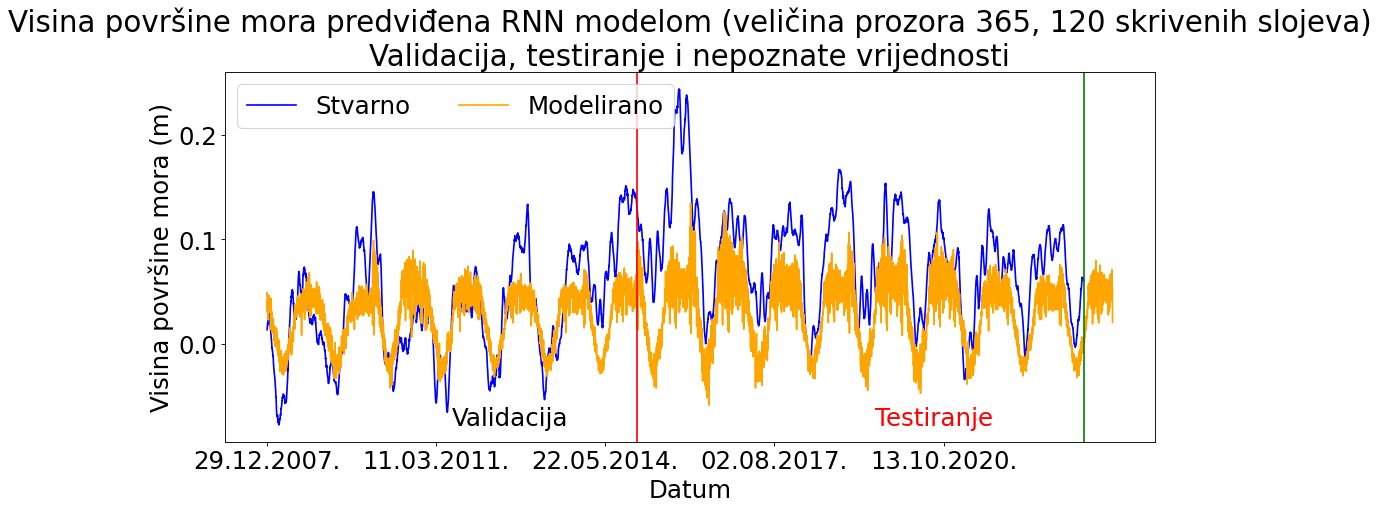 Visina površine mora predviđena RNN modelom (veličina prozora 365, 120 skrivenih slojeva)
Validacija, testiranje i nepoznate vrijednosti
Stvarno
Modelirano
Visina površine mora (m)
0.2
0.1
0.0
Validacija
Testiranje
29.12.2007.
11.03.2011.
22.05.2014.
02.08.2017.
13.10.2020.
Datum